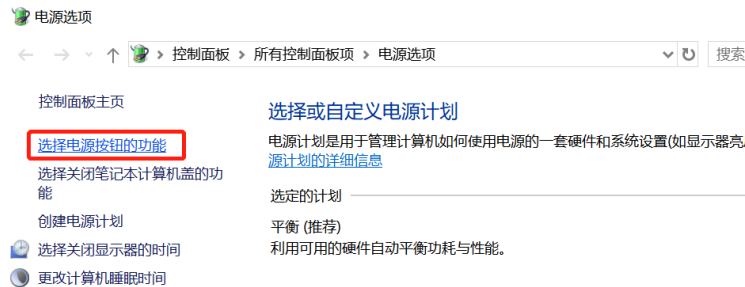 电源选项
控制面板 > 所有控制面板项 > 电源选项
搜索
控制面板主页
选择电源按钮的功能
选择关闭笔记本计算机盖的功
能
创建电源计划
选择关闭显示器的时间
更改计算机睡眠时间
选择或自定义电源计划
电源计划是用于管理计算机如何使用电源的一套硬件和系统设置(如显示器亮
源计划的详细信息
选定的计划
平衡 (推荐)
利用可用的硬件自动平衡功耗与性能。